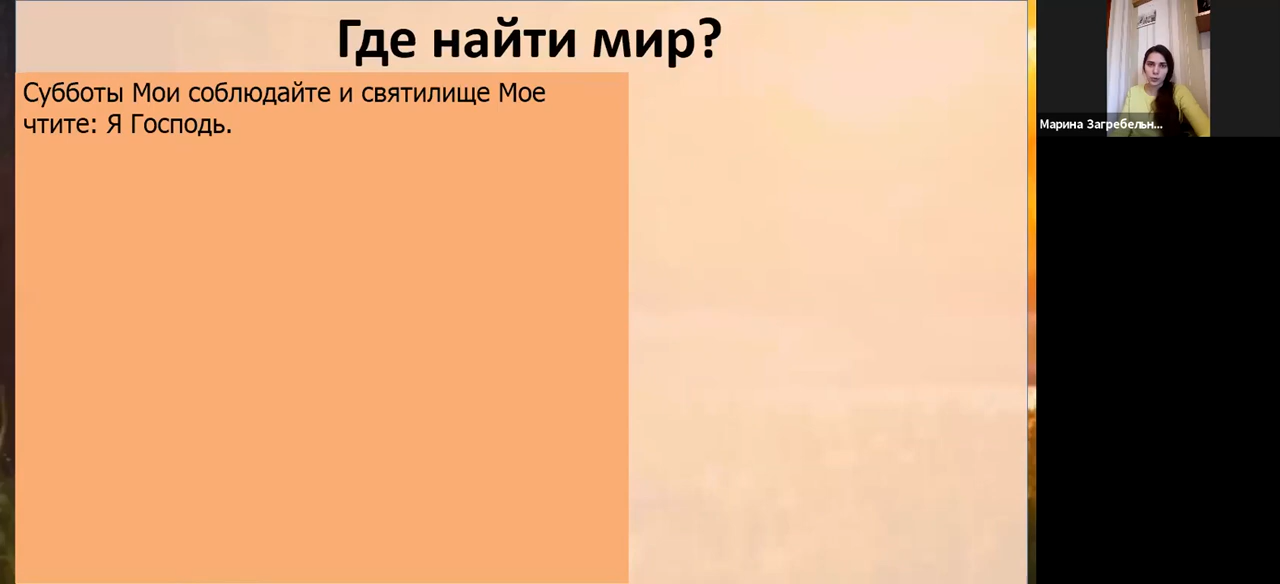 Где найти мир?
Субботы Мои соблюдайте и святилище Мое
чтите: Я Господь.
Марина Загребельн...